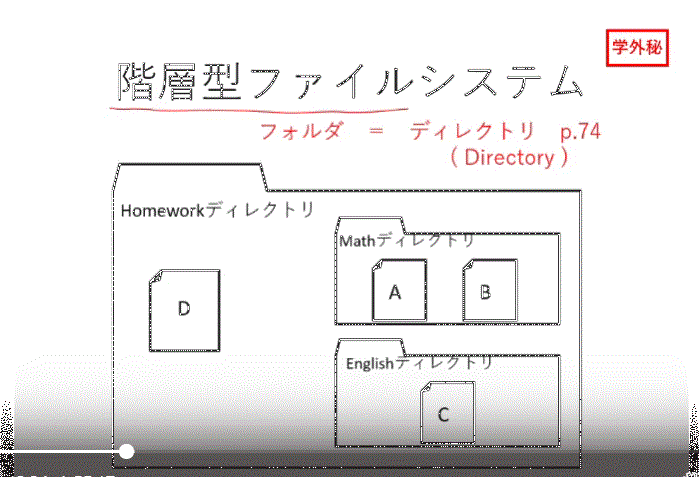 学外秘
階層型ファイルシステム
フォルダ = ディレクトリ p.74
( Directory )
Homeworkディレクトリ
Mathディレクトリ
D
A
B
Englishディレクトリ
C